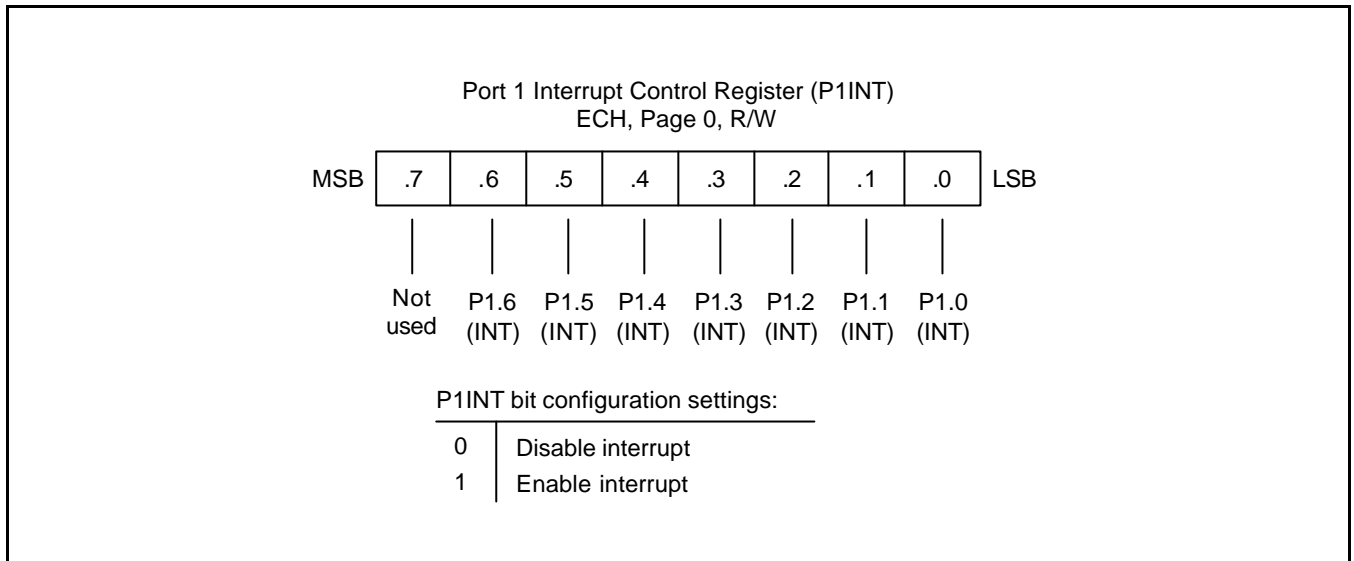 Port 1 Interrupt Control Register (P1INT)
ECH, Page 0, R/W
MSB .7 .6 .5 .4 .3 .2 .1 .0 LSB
Not P1.6 P1.5 P1.4 P1.3 P1.2 P1.1 P1.0
used (INT) (INT) (INT) (INT) (INT) (INT) (INT)
P1INT bit configuration settings:
0 Disable interrupt
1 Enable interrupt